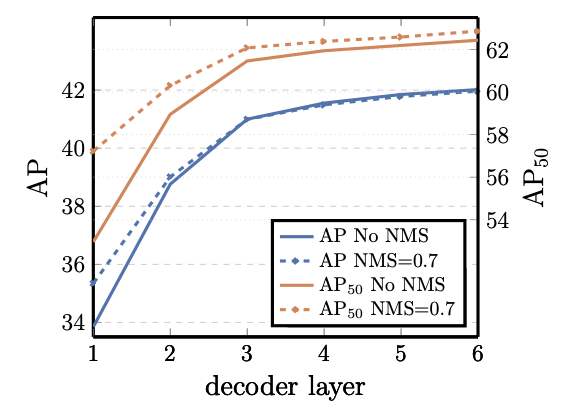 AP
42
40
38
36
34
62
60
58
56
54
AP₅₀
AP No NMS
AP NMS=0.7
AP₅₀ No NMS
AP₅₀ NMS=0.7
1 2 3 4 5 6
decoder layer